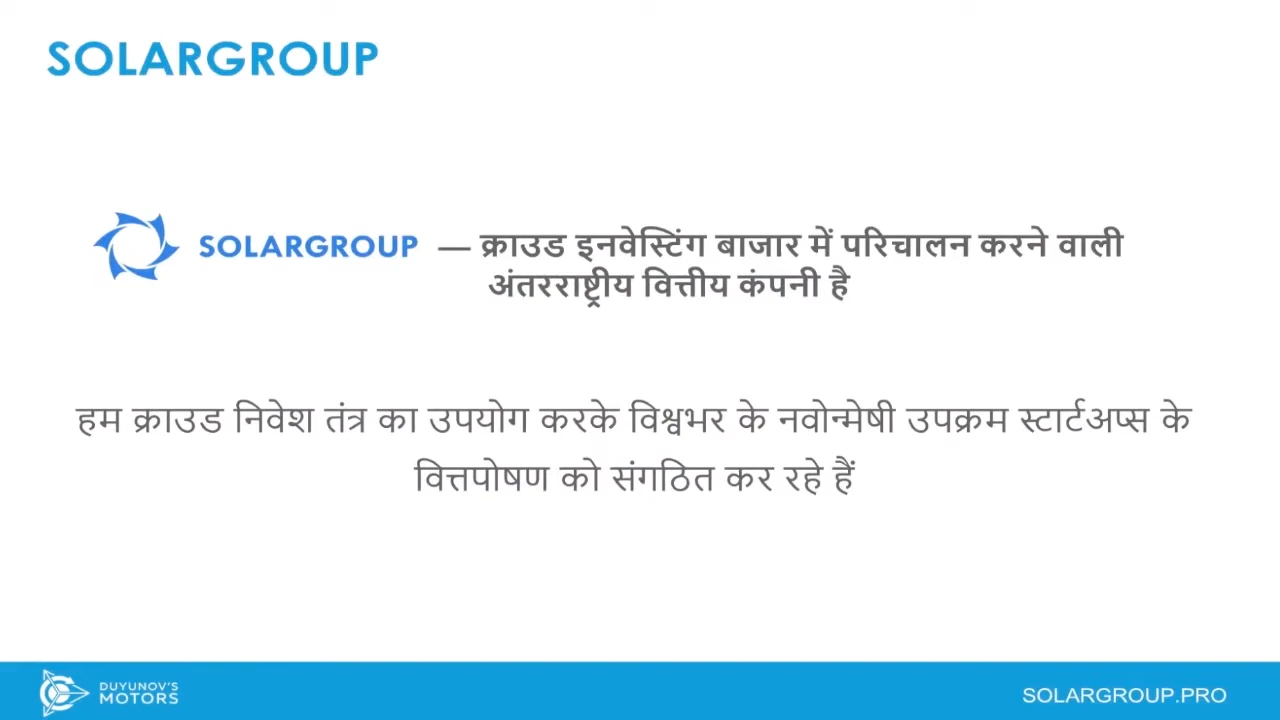 SOLARGROUP
SOLARGROUP — क्राउड इनवेस्टिंग बाजार में परिचालन करने वाली
अंतरराष्ट्रीय वित्तीय कंपनी है
हम क्राउड निवेश तंत्र का उपयोग करके विश्वभर के नवोन्मेषी उपक्रम स्टार्टअप्स के
वित्तपोषण को संगठित कर रहे हैं
DUYUNOV'S
MOTORS
SOLARGROUP.PRO